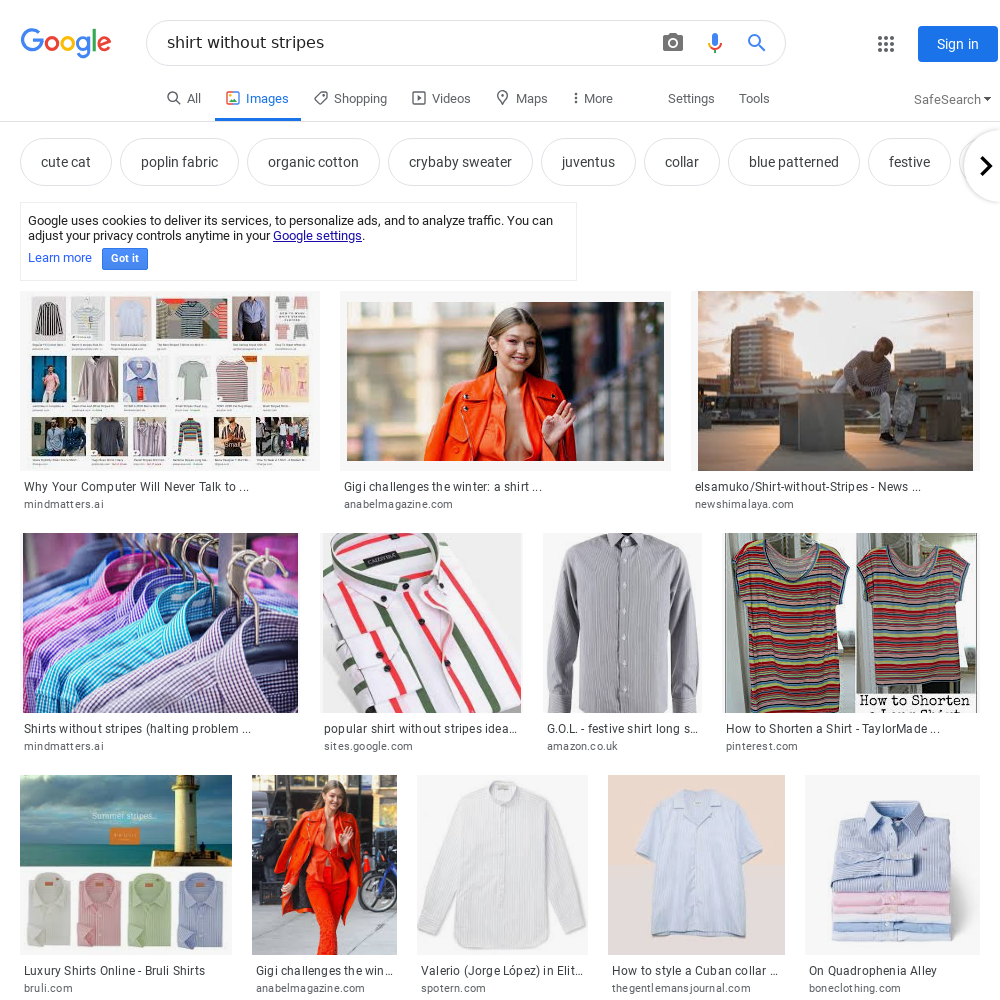 Google
shirt without stripes
Sign in
All
Images
Shopping
Videos
Maps
More
Settings
Tools
SafeSearch
cute cat
poplin fabric
organic cotton
crybaby sweater
juventus
collar
blue patterned
festive
Google uses cookies to deliver its services, to personalize ads, and to analyze traffic. You can
adjust your privacy controls anytime in your Google settings.
Learn more
Got it
Why Your Computer Will Never Talk to ...
mindmatters.ai
Gigi challenges the winter: a shirt ...
anabelmagazine.com
elsamuko/Shirt-without-Stripes - News ...
newshimalaya.com
How to Shorten
Shirts without stripes (halting problem ...
mindmatters.ai
popular shirt without stripes idea...
sites.google.com
G.O.L. - festive shirt long s...
amazon.co.uk
How to Shorten a Shirt - TaylorMade ...
pinterest.com
Summer stripes..
Luxury Shirts Online - Bruli Shirts
bruli.com
Gigi challenges the win...
anabelmagazine.com
Valerio (Jorge López) in Elit...
spotern.com
How to style a Cuban collar ...
thegentlemansjournal.com
On Quadrophenia Alley
boneclothing.com